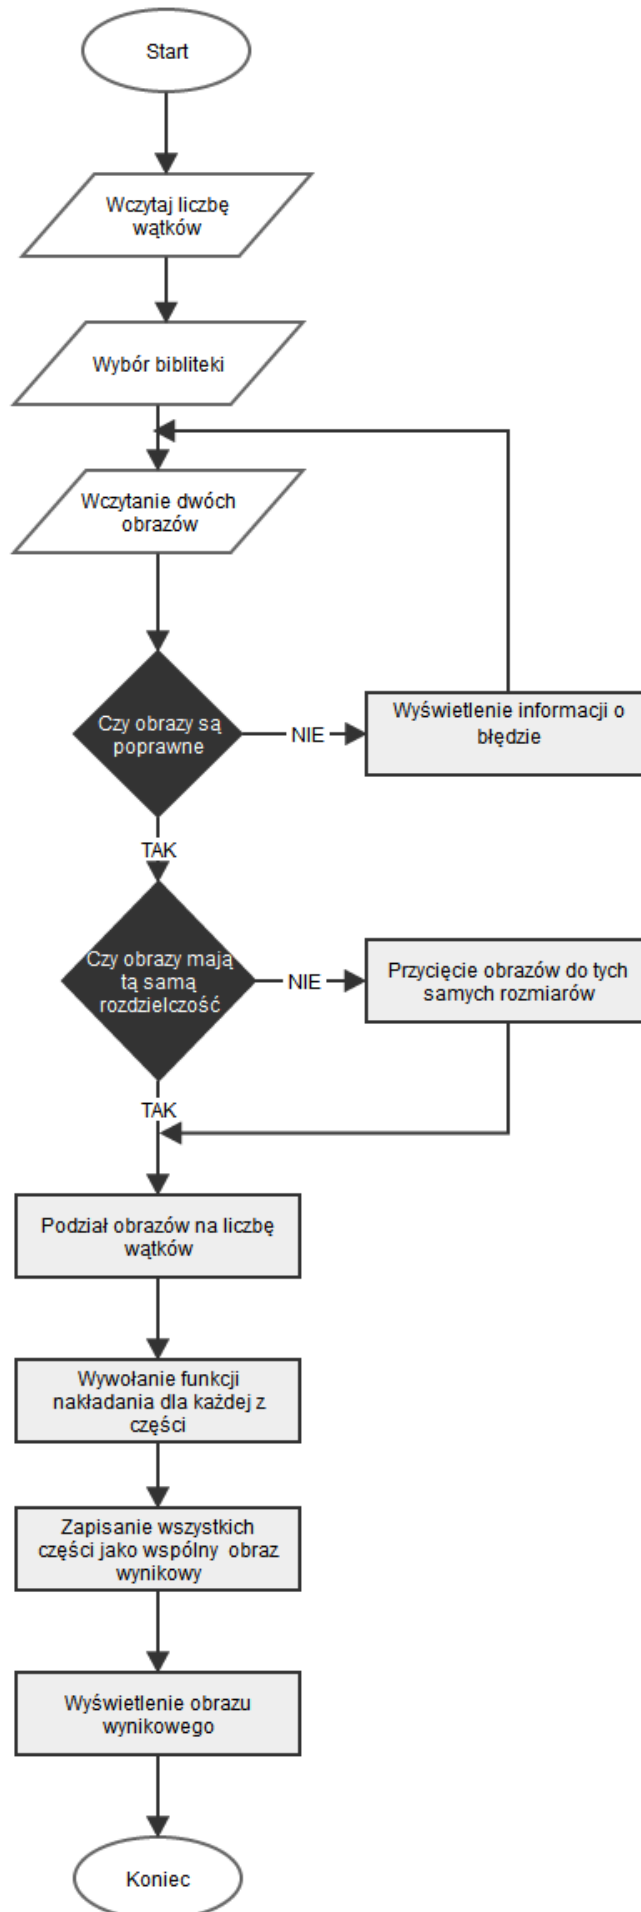 Start
Wczytaj liczbę
wątków
Wybór bibliteki
Wczytanie dwóch
obrazów
Czy obrazy są
poprawne
NIE
Wyświetlenie informacji o
błędzie
TAK
Czy obrazy mają
tą samą
rozdzielczość
NIE
Przycięcie obrazów do tych
samych rozmiarów
TAK
Podział obrazów na liczbę
wątków
Wywołanie funkcji
nakładania dla każdej z
części
Zapisanie wszystkich
części jako wspólny obraz
wynikowy
Wyświetlenie obrazu
wynikowego
Koniec